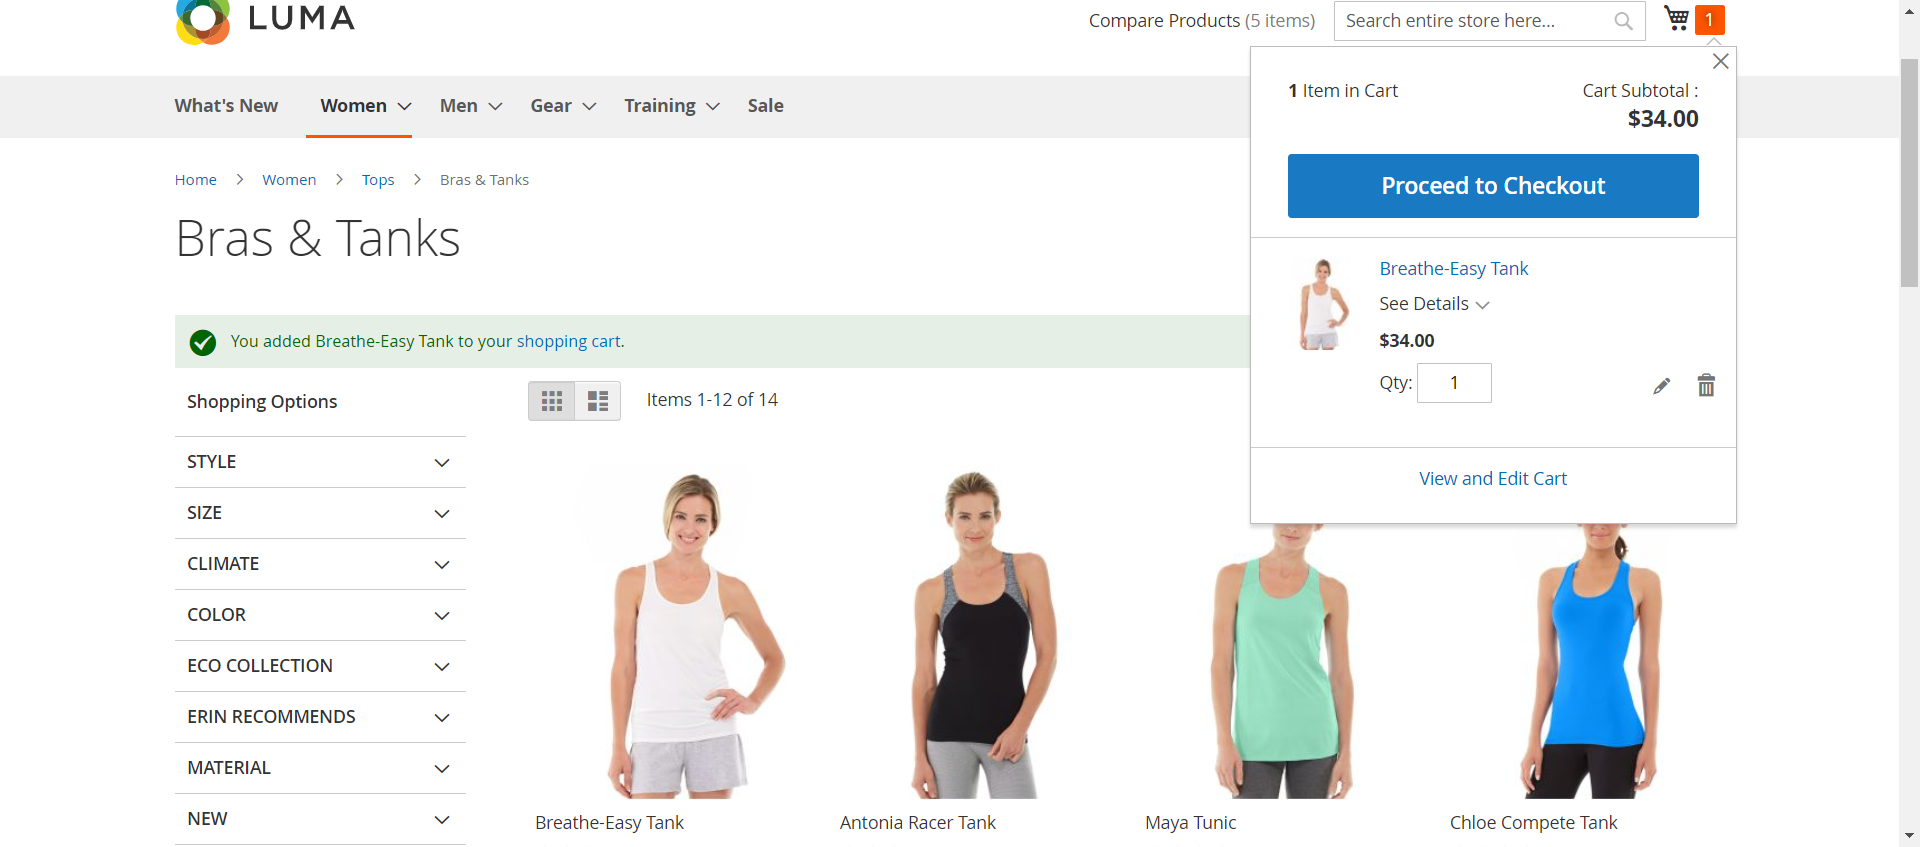 LUMA
Compare Products (5 items)
Search entire store here...
1
What's New
Women
Men
Gear
Training
Sale
1 Item in Cart
Cart Subtotal :
$34.00
Proceed to Checkout
Home
Women
Tops
Bras & Tanks
Bras & Tanks
Breathe-Easy Tank
See Details
$34.00
Qty: 1
View and Edit Cart
You added Breathe-Easy Tank to your shopping cart.
Shopping Options
Items 1-12 of 14
STYLE
SIZE
CLIMATE
COLOR
ECO COLLECTION
ERIN RECOMMENDS
MATERIAL
NEW
Breathe-Easy Tank
Antonia Racer Tank
Maya Tunic
Chloe Compete Tank